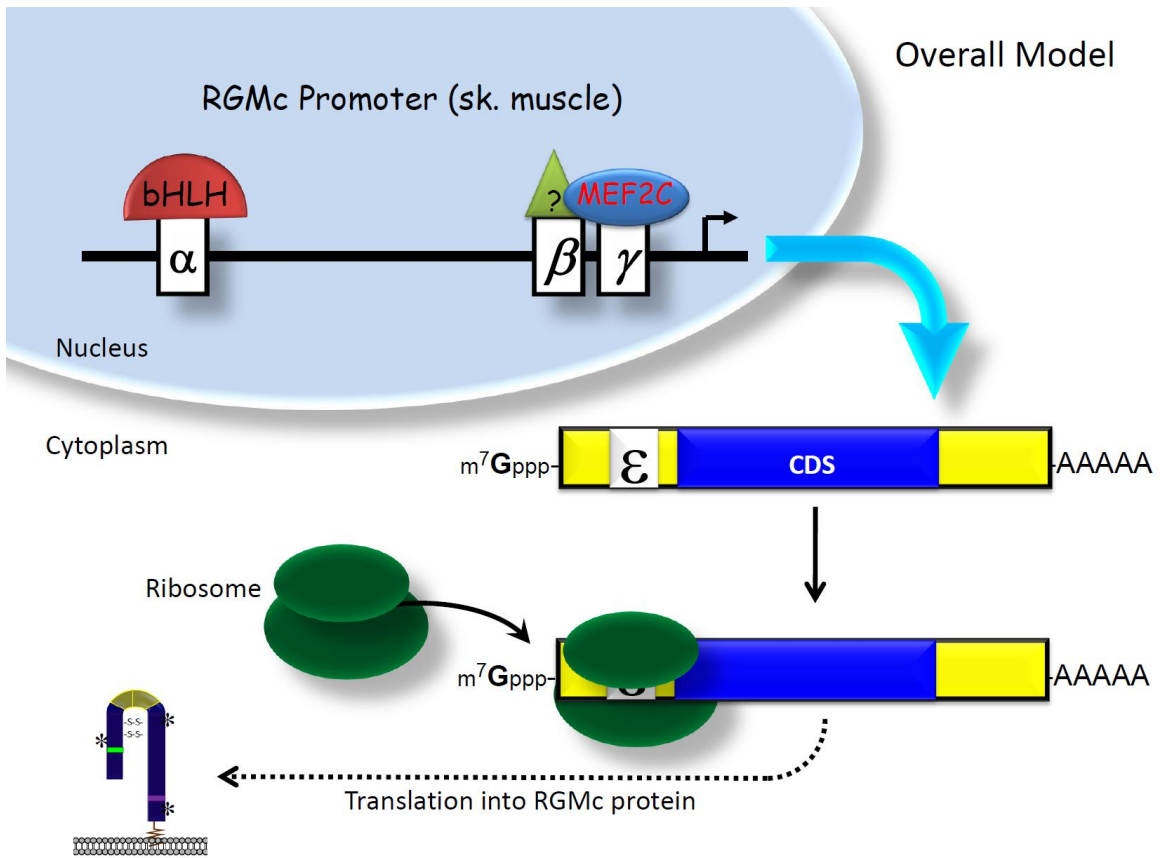 Overall Model
RGMc Promoter (sk. muscle)
bHLH
?
MEF2C
α
β
γ
Nucleus
Cytoplasm
m⁷Gppp-
ε
CDS
-AAAAA
Ribosome
m⁷Gppp-
-AAAAA
-S-S-
-S-S-
*
*
*
Translation into RGMc protein